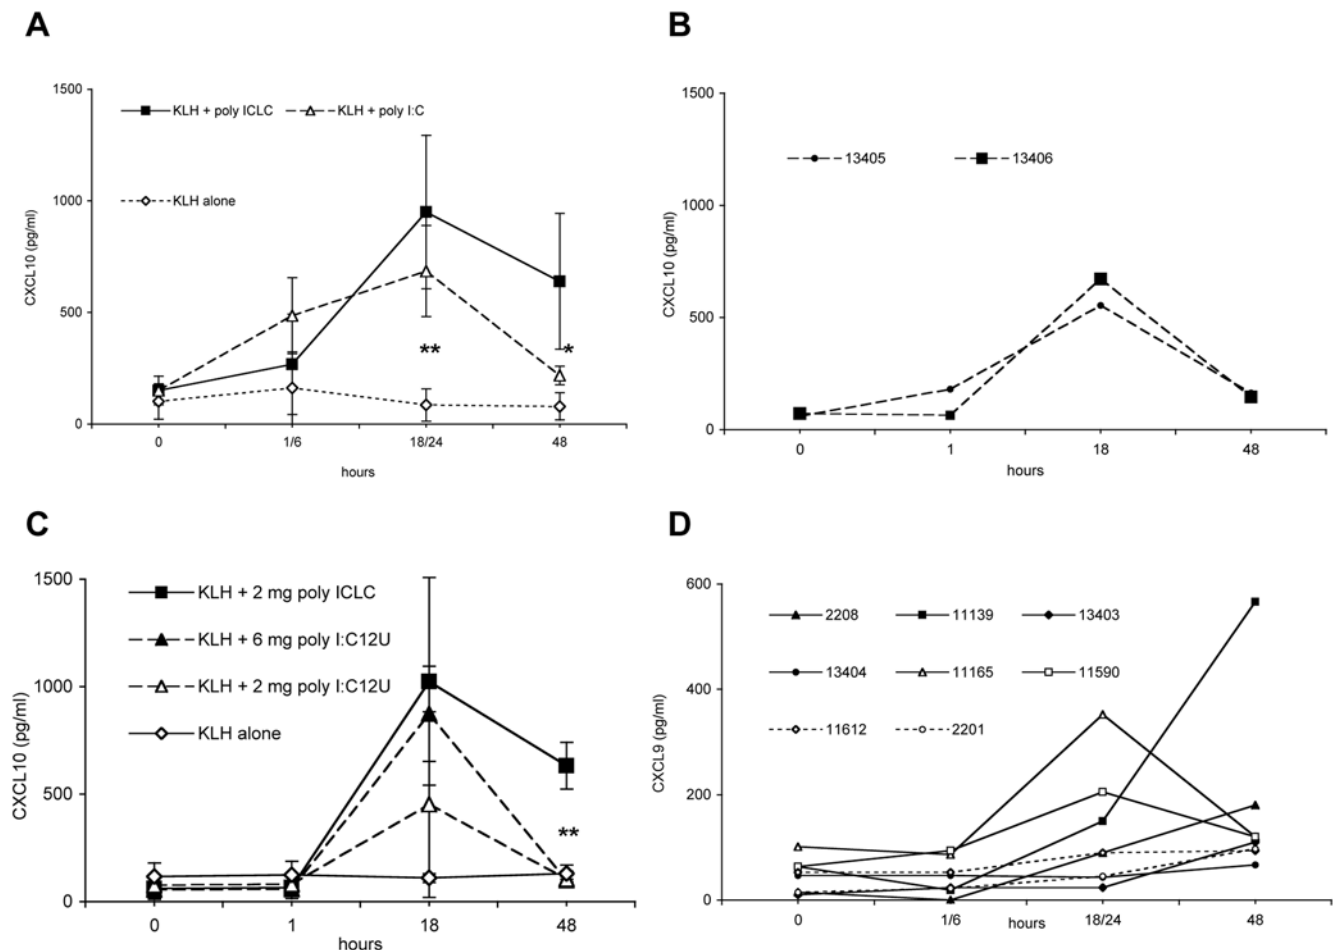 A
1500
KLH + poly ICLC
KLH + poly I:C
1000
KLH alone
CXCL10 (pg/ml)
500
**
*
0
0
1/6
18/24
48
hours
B
1500
13405
13406
1000
CXCL10 (pg/ml)
500
0
0
1
18
48
hours
C
1500
KLH + 2 mg poly ICLC
KLH + 6 mg poly I:C12U
1000
KLH + 2 mg poly I:C12U
KLH alone
CXCL10 (pg/ml)
500
**
0
0
1
18
48
hours
D
600
2208
11139
13403
13404
11165
11590
400
11612
2201
CXCL9 (pg/ml)
200
0
0
1/6
hours
18/24
48